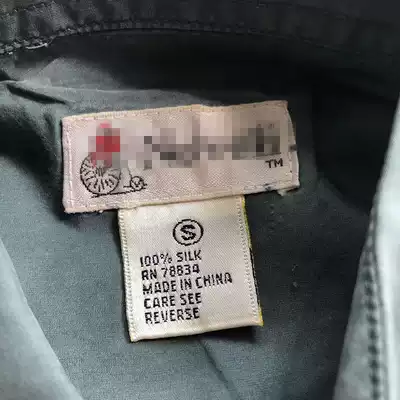 TM
S
100% SILK
RN 78834
MADE IN CHINA
CARE SEE
REVERSE